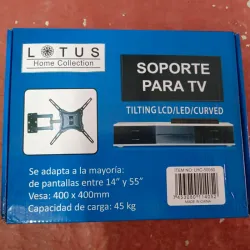 LOTUS
Home Collection
SOPORTE
PARA TV
TILTING LCD/LED/CURVED
Se adapta a la mayoría
de pantallas entre 14" y 55"
Vesa: 400 x 400mm
Capacidad de carga: 45 kg
MADE IN CHINA